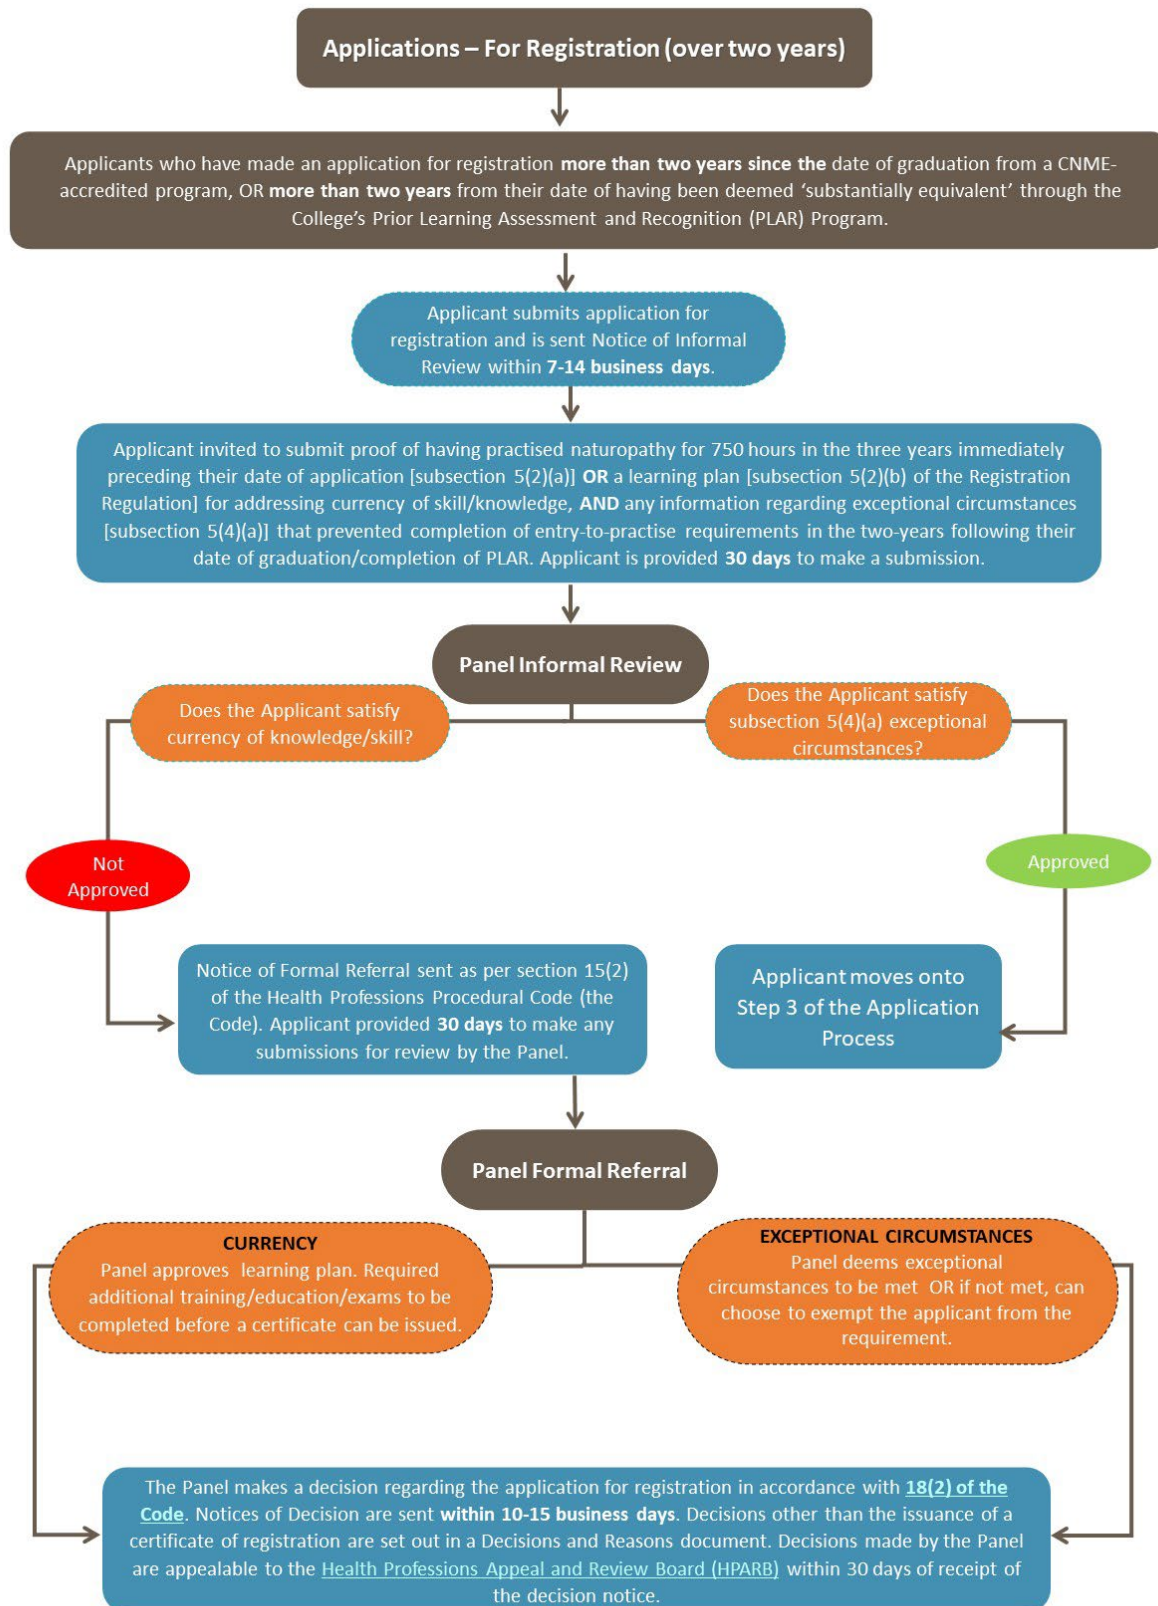 Applications – For Registration (over two years)
Applicants who have made an application for registration more than two years since the date of graduation from a CNME-
accredited program, OR more than two years from their date of having been deemed ‘substantially equivalent’ through the
College’s Prior Learning Assessment and Recognition (PLAR) Program.
Applicant submits application for
registration and is sent Notice of Informal
Review within 7-14 business days.
Applicant invited to submit proof of having practised naturopathy for 750 hours in the three years immediately
preceding their date of application [subsection 5(2)(a)] OR a learning plan [subsection 5(2)(b) of the Registration
Regulation] for addressing currency of skill/knowledge, AND any information regarding exceptional circumstances
[subsection 5(4)(a)] that prevented completion of entry-to-practise requirements in the two-years following their
date of graduation/completion of PLAR. Applicant is provided 30 days to make a submission.
Panel Informal Review
Does the Applicant satisfy
currency of knowledge/skill?
Does the Applicant satisfy
subsection 5(4)(a) exceptional
circumstances?
Not
Approved
Approved
Notice of Formal Referral sent as per section 15(2)
of the Health Professions Procedural Code (the
Code). Applicant provided 30 days to make any
submissions for review by the Panel.
Applicant moves onto
Step 3 of the Application
Process
Panel Formal Referral
CURRENCY
Panel approves learning plan. Required
additional training/education/exams to be
completed before a certificate can be issued.
EXCEPTIONAL CIRCUMSTANCES
Panel deems exceptional
circumstances to be met OR if not met, can
choose to exempt the applicant from the
requirement.
The Panel makes a decision regarding the application for registration in accordance with 18(2) of the
Code. Notices of Decision are sent within 10-15 business days. Decisions other than the issuance of a
certificate of registration are set out in a Decisions and Reasons document. Decisions made by the Panel
are appealable to the Health Professions Appeal and Review Board (HPARB) within 30 days of receipt of
the decision notice.